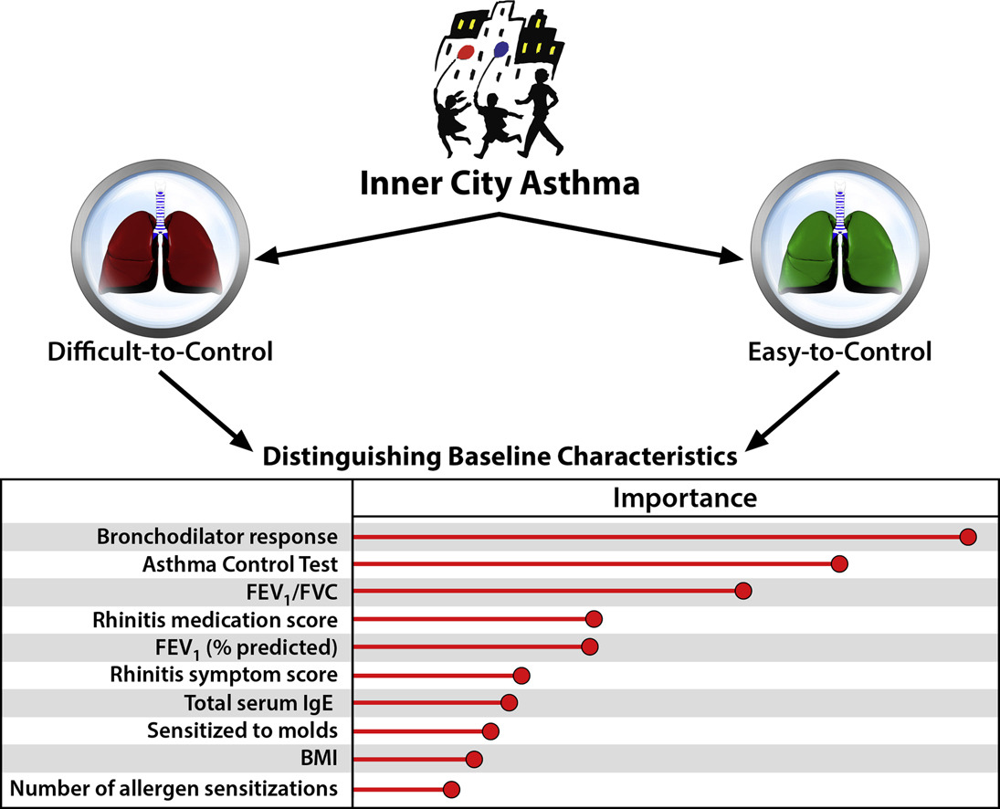 Inner City Asthma
Difficult-to-Control
Easy-to-Control
Distinguishing Baseline Characteristics
Importance
Bronchodilator response
Asthma Control Test
FEV₁/FVC
Rhinitis medication score
FEV₁ (% predicted)
Rhinitis symptom score
Total serum IgE
Sensitized to molds
BMI
Number of allergen sensitizations